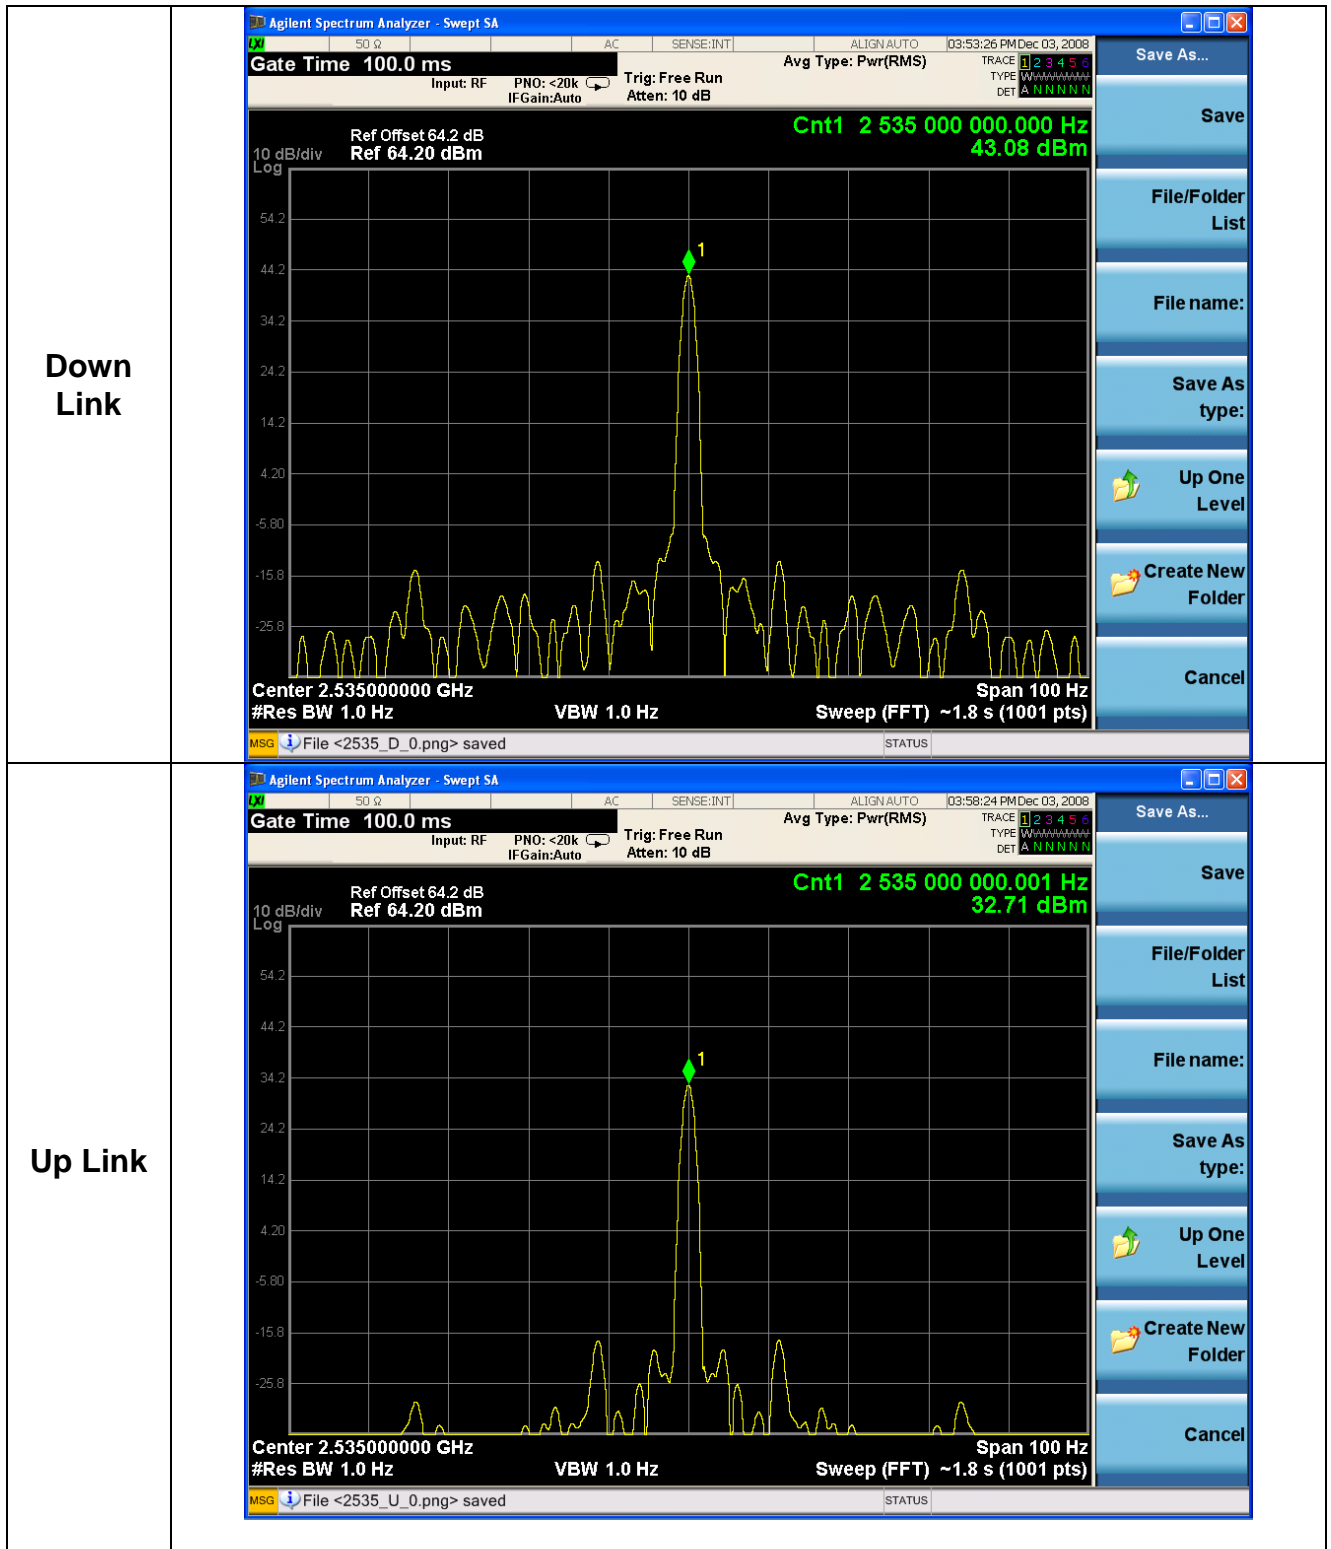 Down
Link
Agilent Spectrum Analyzer - Swept SA
LXI 50 Ω AC SENSE:INT ALIGN AUTO 03:53:26 PM Dec 03, 2008
Gate Time 100.0 ms
Input: RF PNO: <20k IFGain:Auto
Trig: Free Run
Atten: 10 dB
Avg Type: Pwr(RMS)
TRACE 1 2 3 4 5 6
TYPE
DET A N N N N N
Cnt1 2 535 000 000.000 Hz
43.08 dBm
Ref Offset 64.2 dB
10 dB/div Ref 64.20 dBm
Log
54.2
44.2
34.2
24.2
14.2
4.20
-5.80
-15.8
-25.8
1
Center 2.535000000 GHz Span 100 Hz
#Res BW 1.0 Hz VBW 1.0 Hz Sweep (FFT) ~1.8 s (1001 pts)
MSG File <2535_D_0.png> saved STATUS
Save As...
Save
File/Folder
List
File name:
Save As
type:
Up One
Level
Create New
Folder
Cancel
Up Link
Agilent Spectrum Analyzer - Swept SA
LXI 50 Ω AC SENSE:INT ALIGN AUTO 03:58:24 PM Dec 03, 2008
Gate Time 100.0 ms
Input: RF PNO: <20k IFGain:Auto
Trig: Free Run
Atten: 10 dB
Avg Type: Pwr(RMS)
TRACE 1 2 3 4 5 6
TYPE
DET A N N N N N
Cnt1 2 535 000 000.001 Hz
32.71 dBm
Ref Offset 64.2 dB
10 dB/div Ref 64.20 dBm
Log
54.2
44.2
34.2
24.2
14.2
4.20
-5.80
-15.8
-25.8
1
Center 2.535000000 GHz Span 100 Hz
#Res BW 1.0 Hz VBW 1.0 Hz Sweep (FFT) ~1.8 s (1001 pts)
MSG File <2535_U_0.png> saved STATUS
Save As...
Save
File/Folder
List
File name:
Save As
type:
Up One
Level
Create New
Folder
Cancel